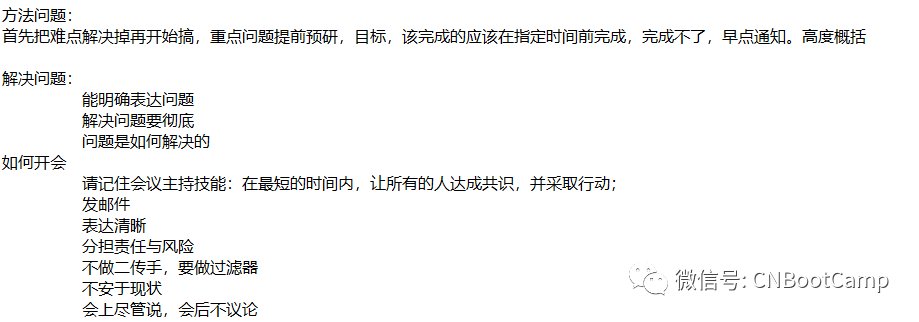 方法问题：
首先把难点解决掉再开始搞，重点问题提前预研，目标，该完成的应该在指定时间前完成，完成不了，早点通知。高度概括
解决问题：
能明确表达问题
解决问题要彻底
问题是如何解决的
如何开会
请记住会议主持技能：在最短的时间内，让所有的人达成共识，并采取行动；
发邮件
表达清晰
分担责任与风险
不做二传手，要做过滤器
不安于现状
会上尽管说，会后不议论
微信号: CNBootCamp